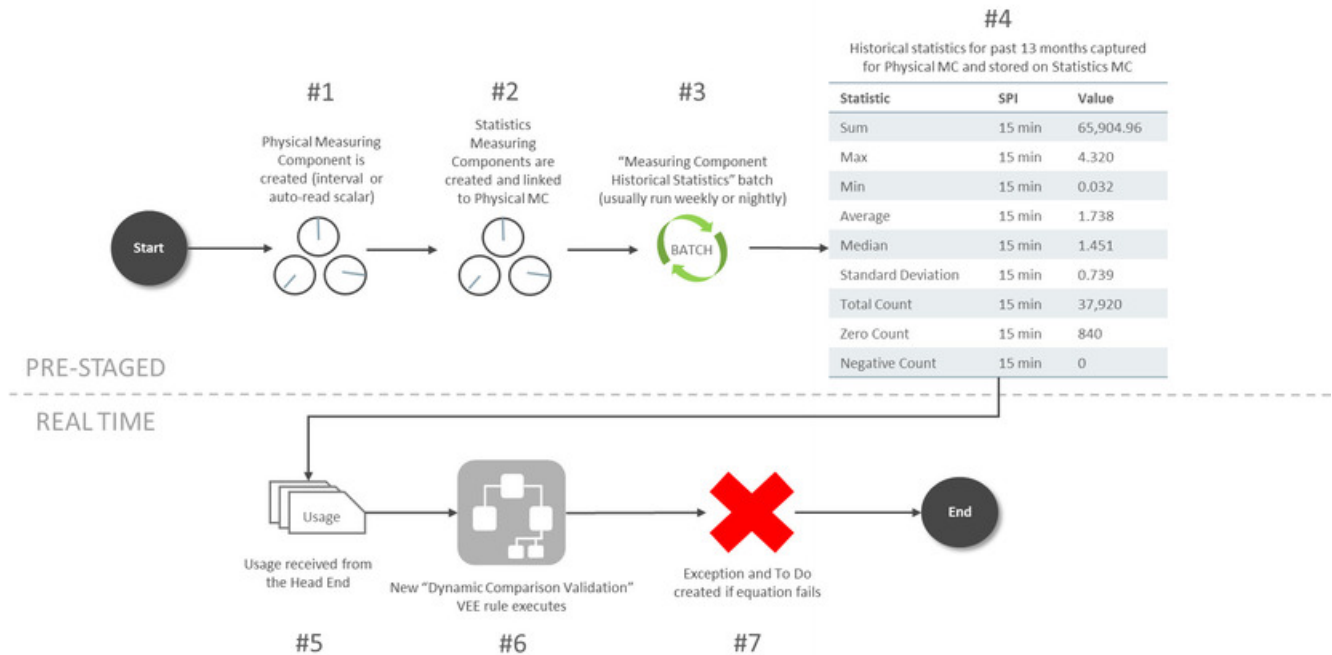 #1
Physical Measuring
Component is
created (interval or
auto-read scalar)
#2
Statistics
Measuring
Components are
created and linked
to Physical MC
#3
“Measuring Component
Historical Statistics” batch
(usually run weekly or nightly)
#4
Historical statistics for past 13 months captured
for Physical MC and stored on Statistics MC
Statistic SPI Value
Sum 15 min 65,904.96
Max 15 min 4.320
Min 15 min 0.032
Average 15 min 1.738
Median 15 min 1.451
Standard Deviation 15 min 0.739
Total Count 15 min 37,920
Zero Count 15 min 840
Negative Count 15 min 0
Start
BATCH
PRE-STAGED
REAL TIME
Usage
Usage received from
the Head End
#5
New “Dynamic Comparison Validation”
VEE rule executes
#6
Exception and To Do
created if equation fails
#7
End